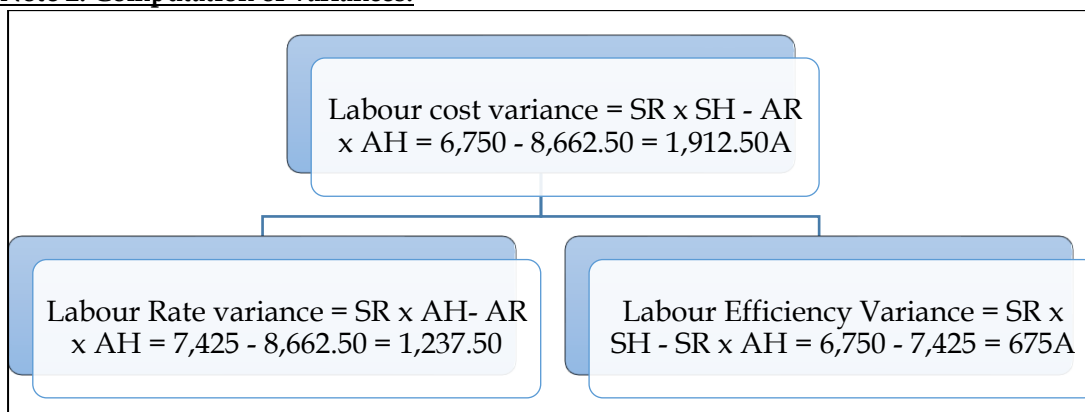 Labour cost variance = SR x SH - AR
x AH = 6,750 - 8,662.50 = 1,912.50A
Labour Rate variance = SR x AH- AR
x AH = 7,425 - 8,662.50 = 1,237.50
Labour Efficiency Variance = SR x
SH - SR x AH = 6,750 - 7,425 = 675A